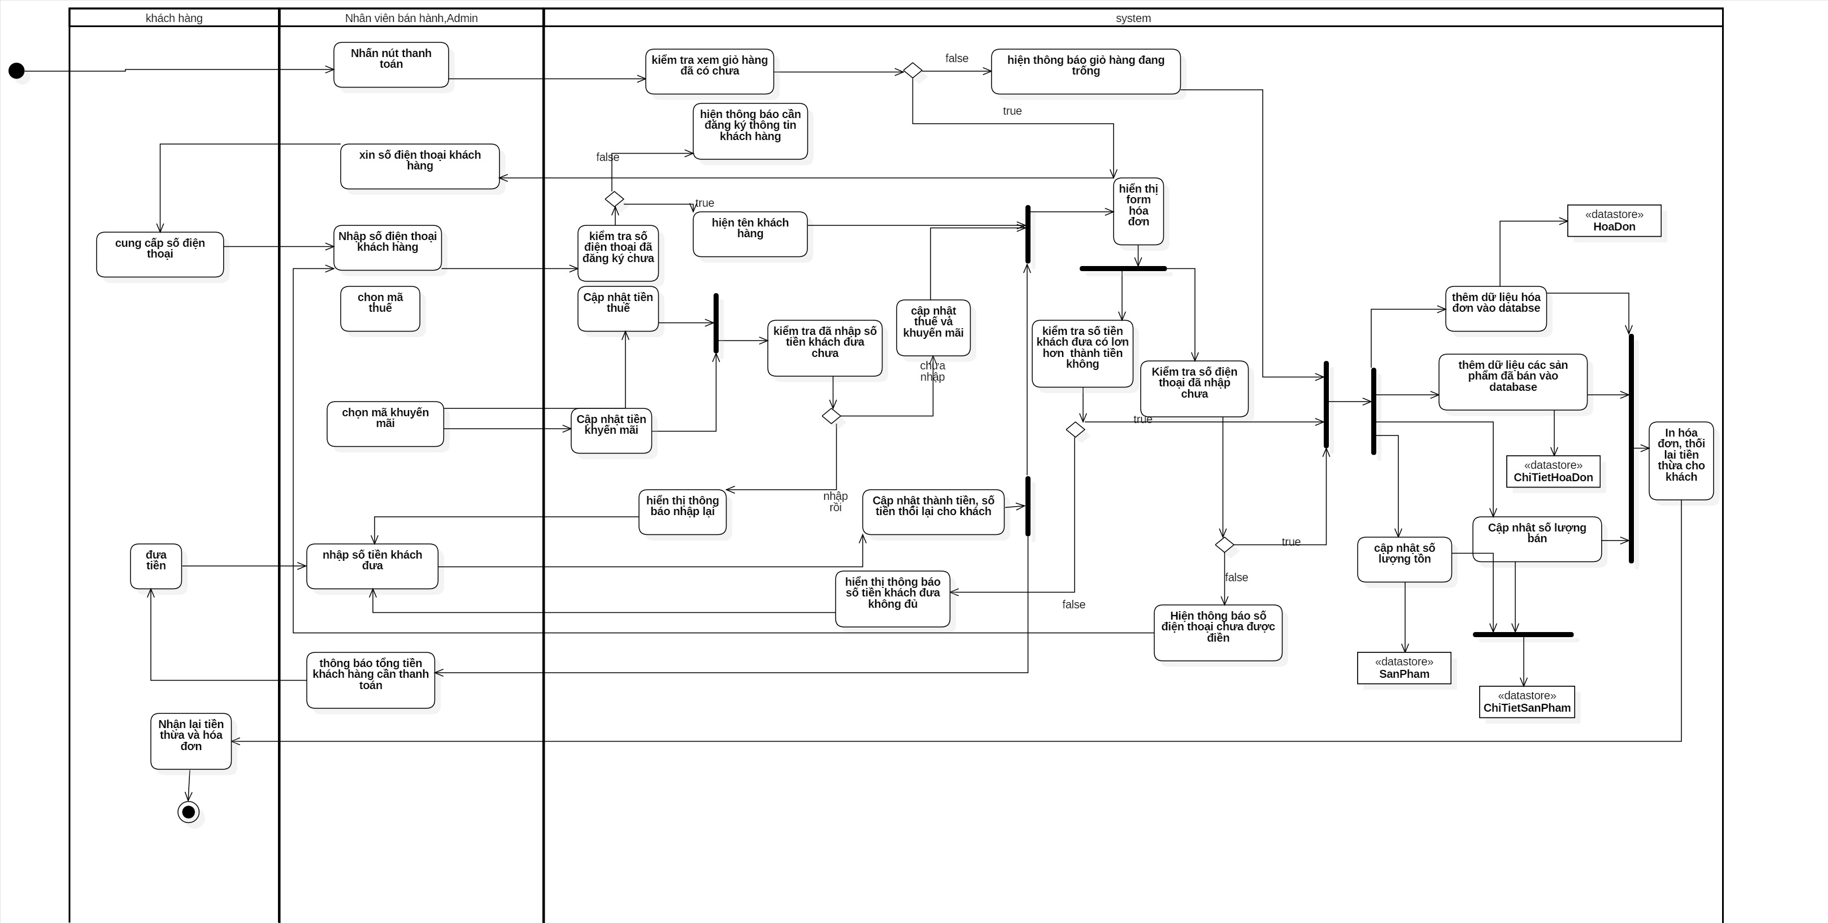 khách hàng
Nhân viên bán hành,Admin
system
Nhấn nút thanh
toán
kiểm tra xem giỏ hàng
đã có chưa
false
hiện thông báo giỏ hàng đang
trống
true
hiện thông báo cần
đăng ký thông tin
khách hàng
false
xin số điện thoại khách
hàng
true
hiển thị
form
hóa
đơn
hiện tên khách
hàng
«datastore»
HoaDon
cung cấp số điện
thoại
Nhập số điện thoại
khách hàng
kiểm tra số
điện thoại đã
đăng ký chưa
chọn mã
thuế
Cập nhật tiền
thuế
kiểm tra đã nhập số
tiền khách đưa
chưa
cập nhật
thuế và
khuyến mãi
chưa
nhập
kiểm tra số tiền
khách đưa có lơn
hơn  thành tiền
không
Kiểm tra số điện
thoại đã nhập
chưa
thêm dữ liệu hóa
đơn vào databse
thêm dữ liệu các sản
phẩm đã bán vào
database
chọn mã khuyến
mãi
Cập nhật tiền
khyến mãi
true
In hóa
đơn, thối
lại tiền
thừa cho
khách
«datastore»
ChiTietHoaDon
hiển thị thông
báo nhập lại
nhập
rồi
Cập nhật thành tiền, số
tiền thối lại cho khách
Cập nhật số lượng
bán
cập nhật số
lượng tồn
true
đưa
tiền
nhập số tiền khách
đưa
hiển thị thông báo
số tiền khách đưa
không đủ
false
false
Hiện thông báo số
điện thoại chưa được
điền
thông báo tổng tiền
khách hàng cần thanh
toán
«datastore»
SanPham
«datastore»
ChiTietSanPham
Nhận lại tiền
thừa và hóa
đơn